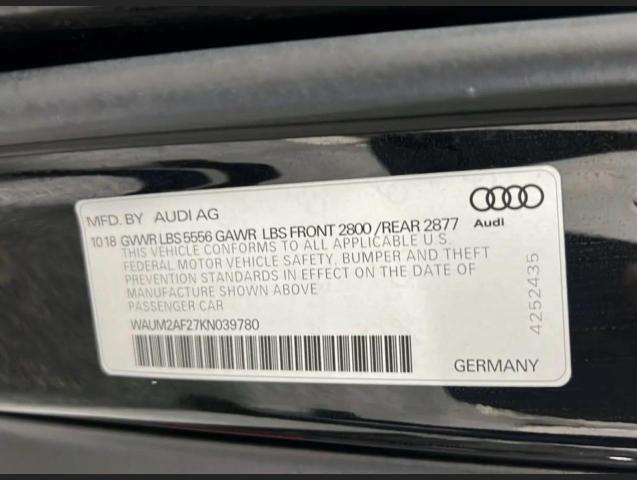 MFD. BY AUDI AG
Audi
10 18 GVWR LBS 5556 GAWR LBS FRONT 2800 /REAR 2877
THIS VEHICLE CONFORMS TO ALL APPLICABLE U.S.
FEDERAL MOTOR VEHICLE SAFETY, BUMPER AND THEFT
PREVENTION STANDARDS IN EFFECT ON THE DATE OF
MANUFACTURE SHOWN ABOVE
PASSENGER CAR
WAUM2AF27KN039780
GERMANY
4252435